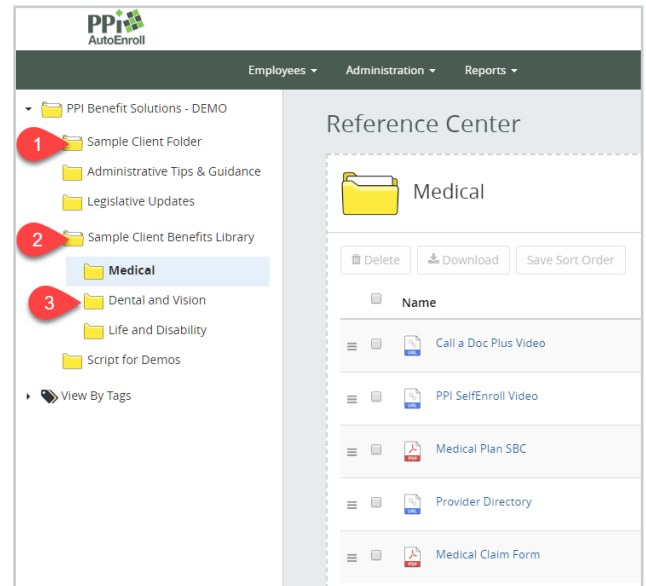 PPi
AutoEnroll
Employees Administration Reports
PPI Benefit Solutions - DEMO
1 Sample Client Folder
Administrative Tips & Guidance
Legislative Updates
2 Sample Client Benefits Library
Medical
3 Dental and Vision
Life and Disability
Script for Demos
View By Tags
Reference Center
Medical
Delete Download Save Sort Order
Name
URL Call a Doc Plus Video
URL PPI SelfEnroll Video
PDF Medical Plan SBC
URL Provider Directory
PDF Medical Claim Form